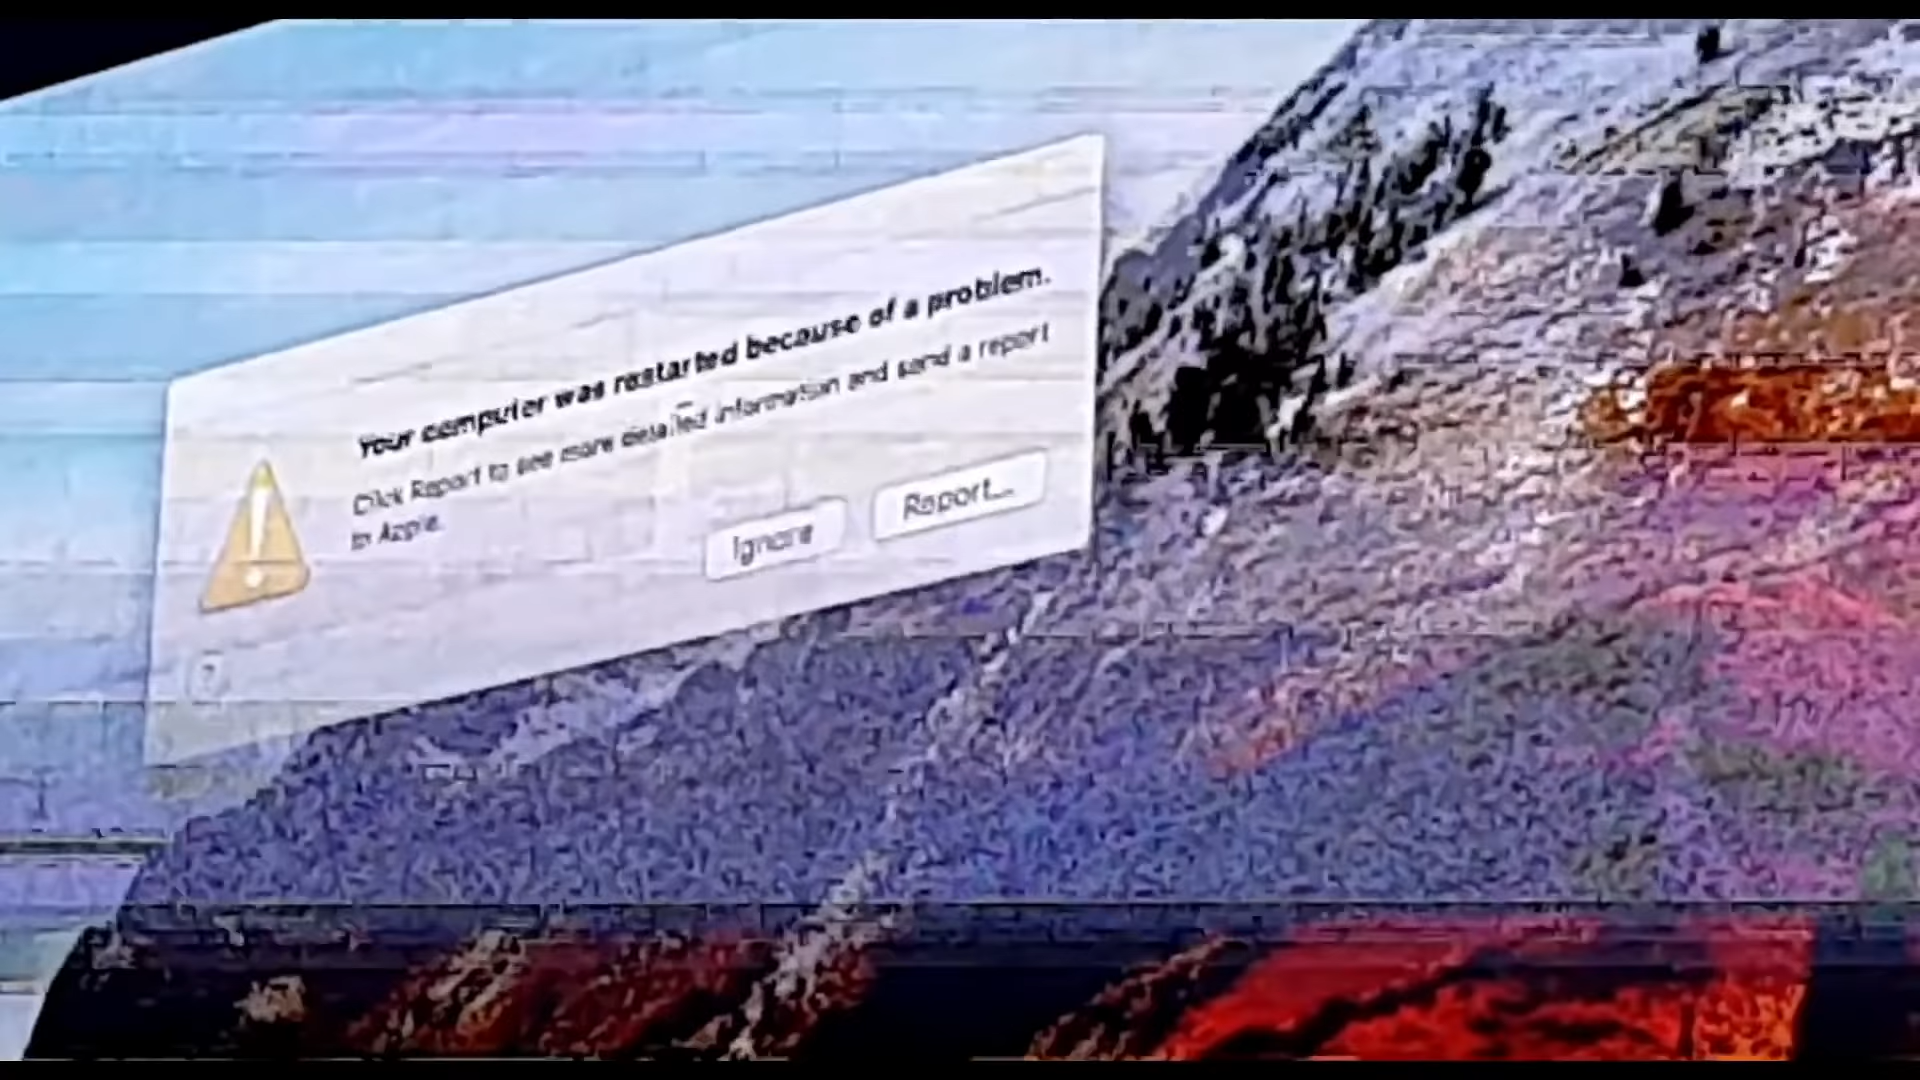 Your computer was restarted because of a problem.
Click Report to see more detailed information and send a report
to Apple.
Ignore
Report...
?